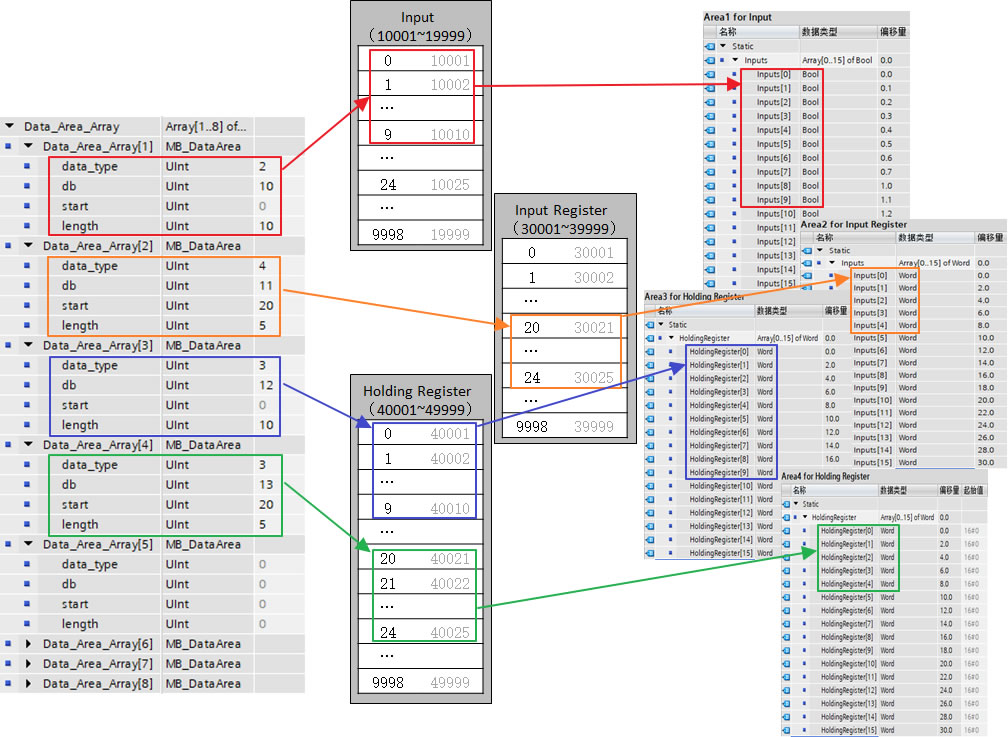 Data_Area_Array Array[1..8] of...
Data_Area_Array[1] MB_DataArea
data_type UInt 2
db UInt 10
start UInt 0
length UInt 10
Data_Area_Array[2] MB_DataArea
data_type UInt 4
db UInt 11
start UInt 20
length UInt 5
Data_Area_Array[3] MB_DataArea
data_type UInt 3
db UInt 12
start UInt 0
length UInt 10
Data_Area_Array[4] MB_DataArea
data_type UInt 3
db UInt 13
start UInt 20
length UInt 5
Data_Area_Array[5] MB_DataArea
data_type UInt 0
db UInt 0
start UInt 0
length UInt 0
Data_Area_Array[6] MB_DataArea
Data_Area_Array[7] MB_DataArea
Data_Area_Array[8] MB_DataArea
Input
(10001~19999)
0 10001
1 10002
...
9 10010
...
24 10025
...
9998 19999
Input Register
(30001~39999)
0 30001
1 30002
...
20 30021
...
24 30025
...
9998 39999
Holding Register
(40001~49999)
0 40001
1 40002
...
9 40010
...
20 40021
21 40022
...
24 40025
...
9998 49999
Area1 for Input
名称 数据类型 偏移量
Static
Inputs Array[0..15] of Bool 0.0
Inputs[0] Bool 0.0
Inputs[1] Bool 0.1
Inputs[2] Bool 0.2
Inputs[3] Bool 0.3
Inputs[4] Bool 0.4
Inputs[5] Bool 0.5
Inputs[6] Bool 0.6
Inputs[7] Bool 0.7
Inputs[8] Bool 1.0
Inputs[9] Bool 1.1
Inputs[10] Bool 1.2
Inputs[11]
Inputs[12]
Inputs[13]
Inputs[14]
Inputs[15]
Area2 for Input Register
名称 数据类型 偏移量
Static
Inputs Array[0..15] of Word 0.0
Inputs[0] Word 0.0
Inputs[1] Word 2.0
Inputs[2] Word 4.0
Inputs[3] Word 6.0
Inputs[4] Word 8.0
Inputs[5] Word 10.0
Inputs[6] Word 12.0
Inputs[7] Word 14.0
Inputs[8] Word 16.0
Inputs[9] Word 18.0
Inputs[10] Word 20.0
Inputs[11] Word 22.0
Inputs[12] Word 24.0
Inputs[13] Word 26.0
Inputs[14] Word 28.0
Inputs[15] Word 30.0
Area3 for Holding Register
名称 数据类型 偏移量
Static
HoldingRegister Array[0..15] of Word 0.0
HoldingRegister[0] Word 0.0
HoldingRegister[1] Word 2.0
HoldingRegister[2] Word 4.0
HoldingRegister[3] Word 6.0
HoldingRegister[4] Word 8.0
HoldingRegister[5] Word 10.0
HoldingRegister[6] Word 12.0
HoldingRegister[7] Word 14.0
HoldingRegister[8] Word 16.0
HoldingRegister[9] Word
HoldingRegister[10] Word
HoldingRegister[11] Word
HoldingRegister[12] Word
HoldingRegister[13] Word
HoldingRegister[14] Word
HoldingRegister[15] Word
Area4 for Holding Register
名称 数据类型 偏移量 起始值
Static
HoldingRegister Array[0..15] of Word 0.0
HoldingRegister[0] Word 0.0 16#0
HoldingRegister[1] Word 2.0 16#0
HoldingRegister[2] Word 4.0 16#0
HoldingRegister[3] Word 6.0 16#0
HoldingRegister[4] Word 8.0 16#0
HoldingRegister[5] Word 10.0 16#0
HoldingRegister[6] Word 12.0 16#0
HoldingRegister[7] Word 14.0 16#0
HoldingRegister[8] Word 16.0 16#0
HoldingRegister[9] Word 18.0 16#0
HoldingRegister[10] Word 20.0 16#0
HoldingRegister[11] Word 22.0 16#0
HoldingRegister[12] Word 24.0 16#0
HoldingRegister[13] Word 26.0 16#0
HoldingRegister[14] Word 28.0 16#0
HoldingRegister[15] Word 30.0 16#0